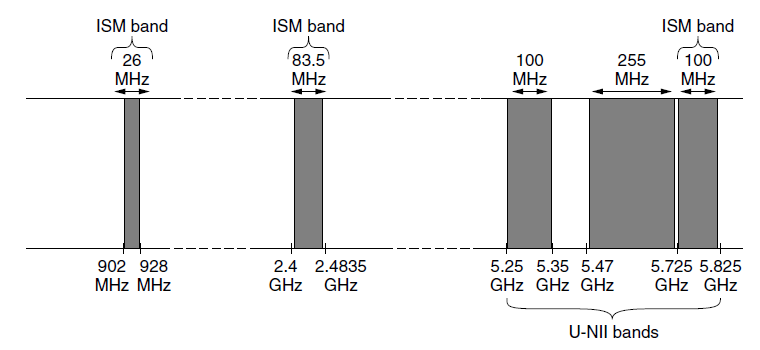 ISM band
ISM band
ISM band
26
MHz
83.5
MHz
100
MHz
255
MHz
100
MHz
902
MHz
928
MHz
2.4
GHz
2.4835
GHz
5.25
GHz
5.35
GHz
5.47
GHz
5.725
GHz
5.825
GHz
U-NII bands